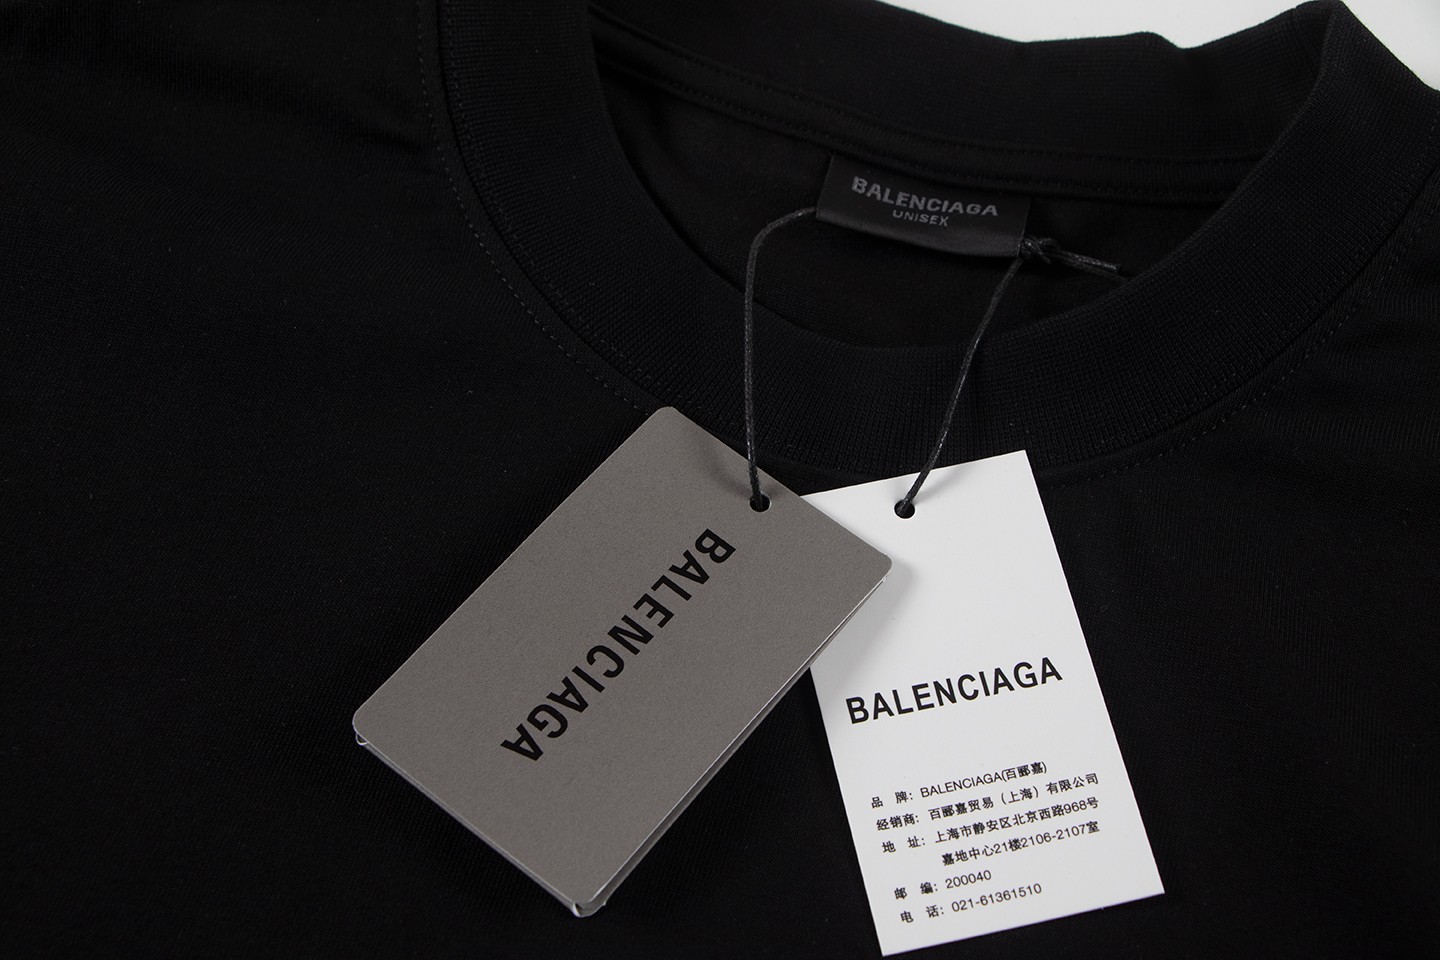 BALENCIAGA
UNISEX
BALENCIAGA
BALENCIAGA
品 牌: BALENCIAGA(百郦嘉)
经销商: 百郦嘉贸易（上海）有限公司
地 址: 上海市静安区北京西路968号
嘉地中心21楼2106-2107室
邮 编: 200040
电 话: 021-61361510